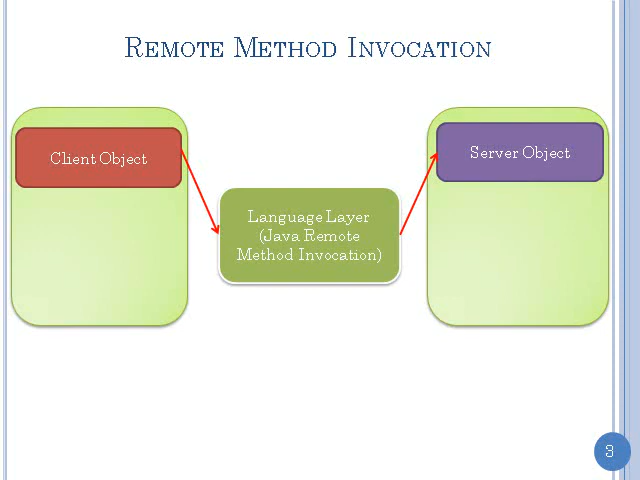 Remote Method Invocation
Client Object
Server Object
Language Layer
(Java Remote
Method Invocation)
3